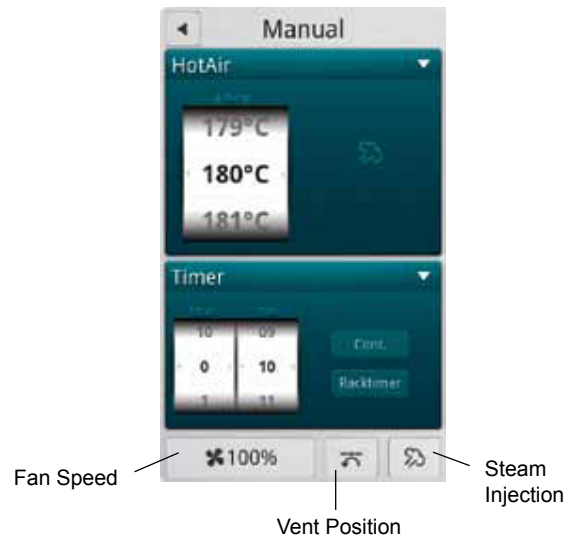 Manual
HotAir
179°C
180°C
181°C
Timer
10 09
0 10
1 11
Cont.
Racktimer
100%
Fan Speed
Vent Position
Steam
Injection